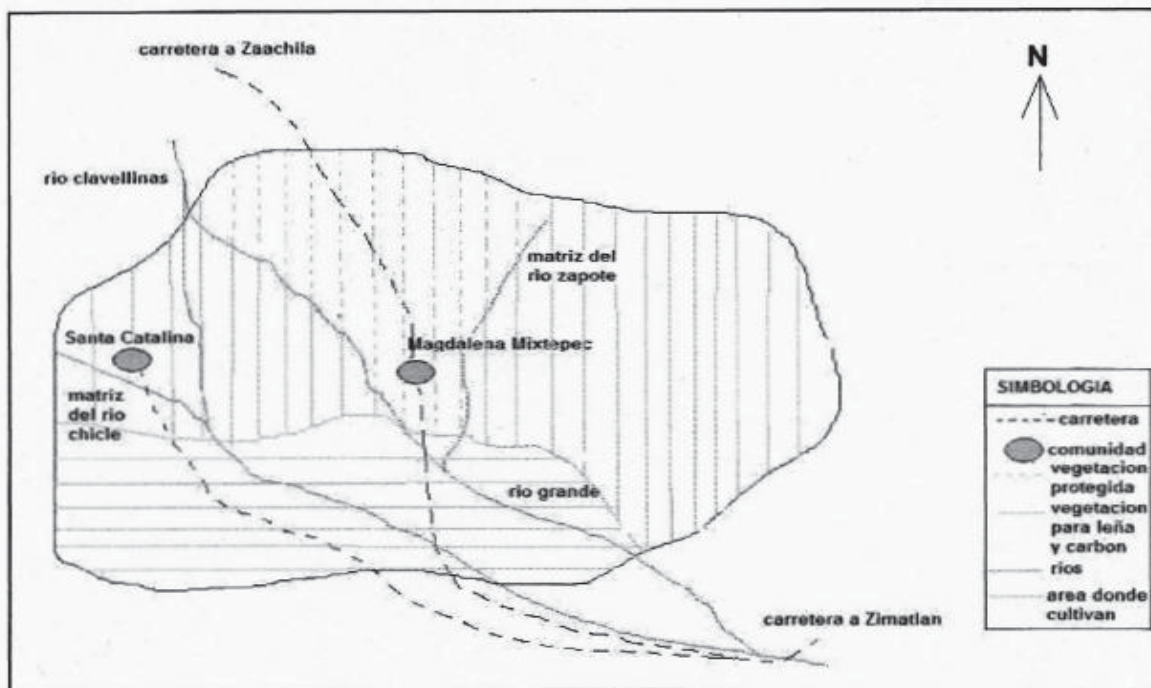 carretera a Zaachila
N
rio clavellinas
matriz del
rio zapote
Santa Catalina
Magdalena Mixtepec
matriz
del rio
chicle
rio grande
carretera a Zimatlan
SIMBOLOGIA
carretera
comunidad
vegetacion
protegida
vegetacion
para leña
y carbon
rios
area donde
cultivan